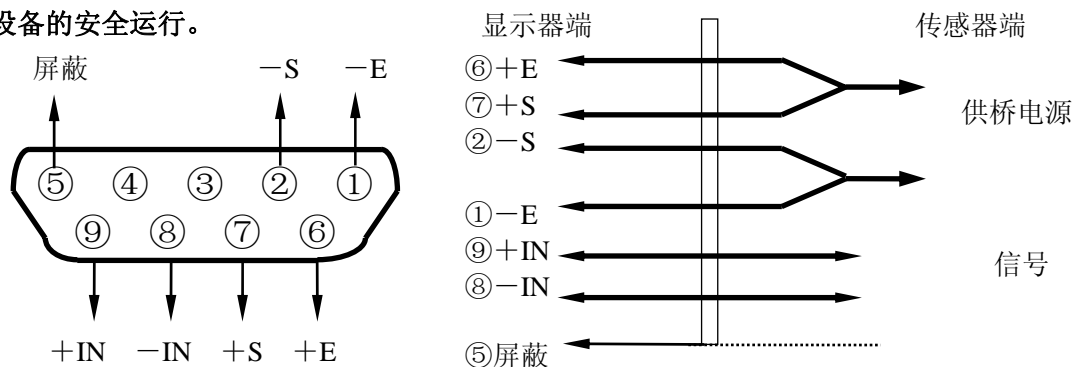 设备的安全运行。
屏蔽 －S －E
⑤ ④ ③ ② ①
⑨ ⑧ ⑦ ⑥
＋IN －IN ＋S ＋E
显示器端 传感器端
⑥＋E
⑦＋S
供桥电源
②－S
①－E
⑨＋IN
信号
⑧－IN
⑤屏蔽